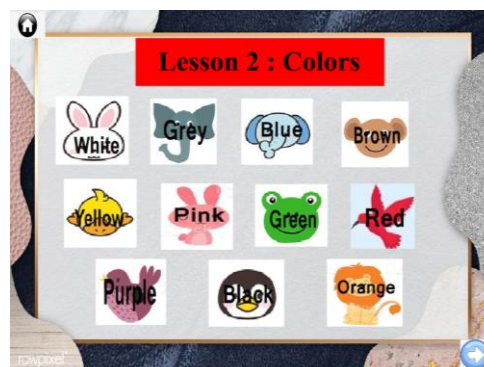 Lesson 2 : Colors
White Grey Blue Brown
Yellow Pink Green Red
Purple Black Orange
rawpixel